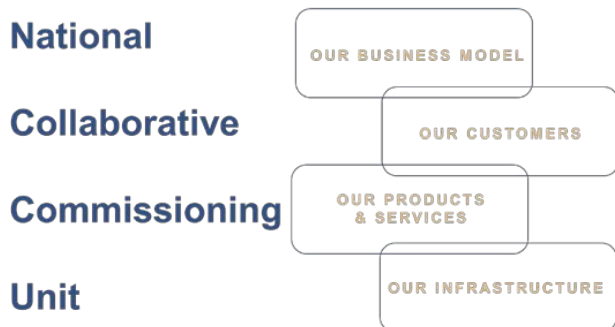 National
Collaborative
Commissioning
Unit
OUR BUSINESS MODEL
OUR CUSTOMERS
OUR PRODUCTS
& SERVICES
OUR INFRASTRUCTURE